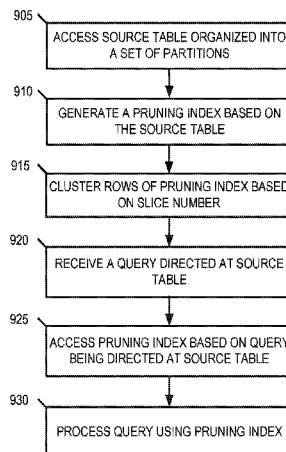 905
ACCESS SOURCE TABLE ORGANIZED INTO
A SET OF PARTITIONS
910
GENERATE A PRUNING INDEX BASED ON
THE SOURCE TABLE
915
CLUSTER ROWS OF PRUNING INDEX BASED
ON SLICE NUMBER
920
RECEIVE A QUERY DIRECTED AT SOURCE
TABLE
925
ACCESS PRUNING INDEX BASED ON QUERY
BEING DIRECTED AT SOURCE TABLE
930
PROCESS QUERY USING PRUNING INDEX